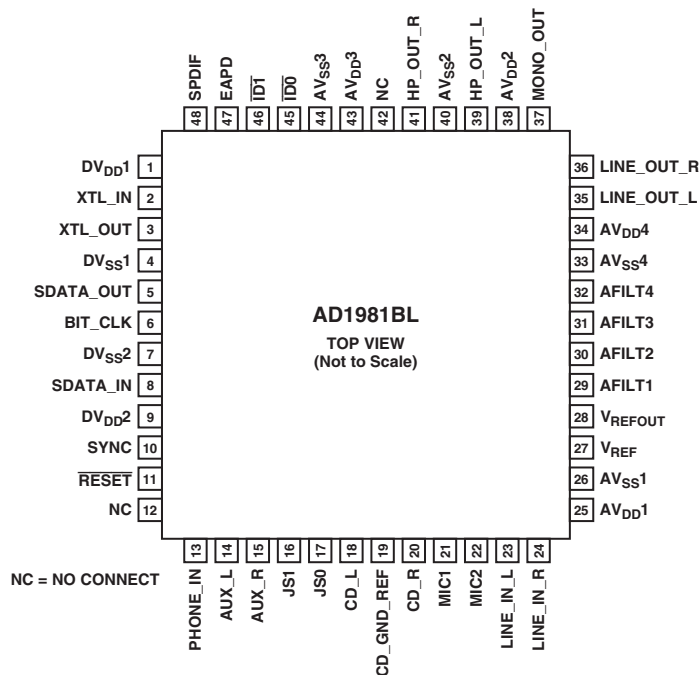 SPDIF
EAPD
ID1
ID0
AVSS3
AVDD3
NC
HP_OUT_R
AVSS2
HP_OUT_L
AVDD2
MONO_OUT
48 47 46 45 44 43 42 41 40 39 38 37
DVDD1 1
XTL_IN 2
XTL_OUT 3
DVSS1 4
SDATA_OUT 5
BIT_CLK 6
DVSS2 7
SDATA_IN 8
DVDD2 9
SYNC 10
RESET 11
NC 12
AD1981BL
TOP VIEW
(Not to Scale)
36 LINE_OUT_R
35 LINE_OUT_L
34 AVDD4
33 AVSS4
32 AFILT4
31 AFILT3
30 AFILT2
29 AFILT1
28 VREFOUT
27 VREF
26 AVSS1
25 AVDD1
13 14 15 16 17 18 19 20 21 22 23 24
PHONE_IN
AUX_L
AUX_R
JS1
JS0
CD_L
CD_GND_REF
CD_R
MIC1
MIC2
LINE_IN_L
LINE_IN_R
NC = NO CONNECT